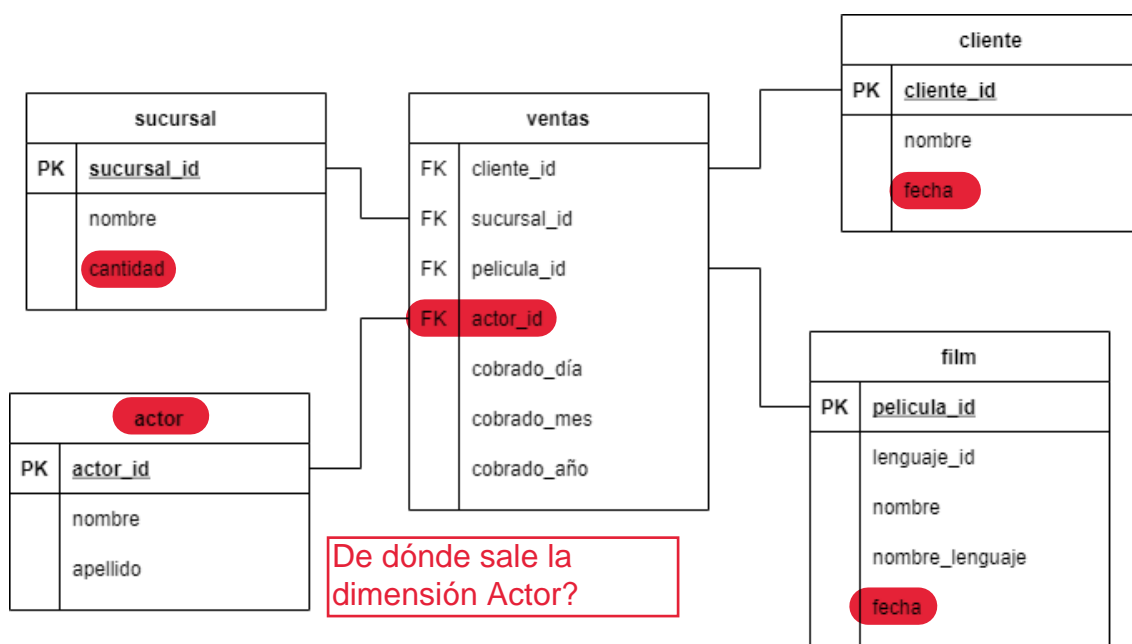 cliente
PK cliente_id
nombre
fecha
sucursal
PK sucursal_id
nombre
cantidad
ventas
FK cliente_id
FK sucursal_id
FK pelicula_id
FK actor_id
cobrado_día
cobrado_mes
cobrado_año
actor
PK actor_id
nombre
apellido
film
PK pelicula_id
lenguaje_id
nombre
nombre_lenguaje
fecha
De dónde sale la
dimensión Actor?